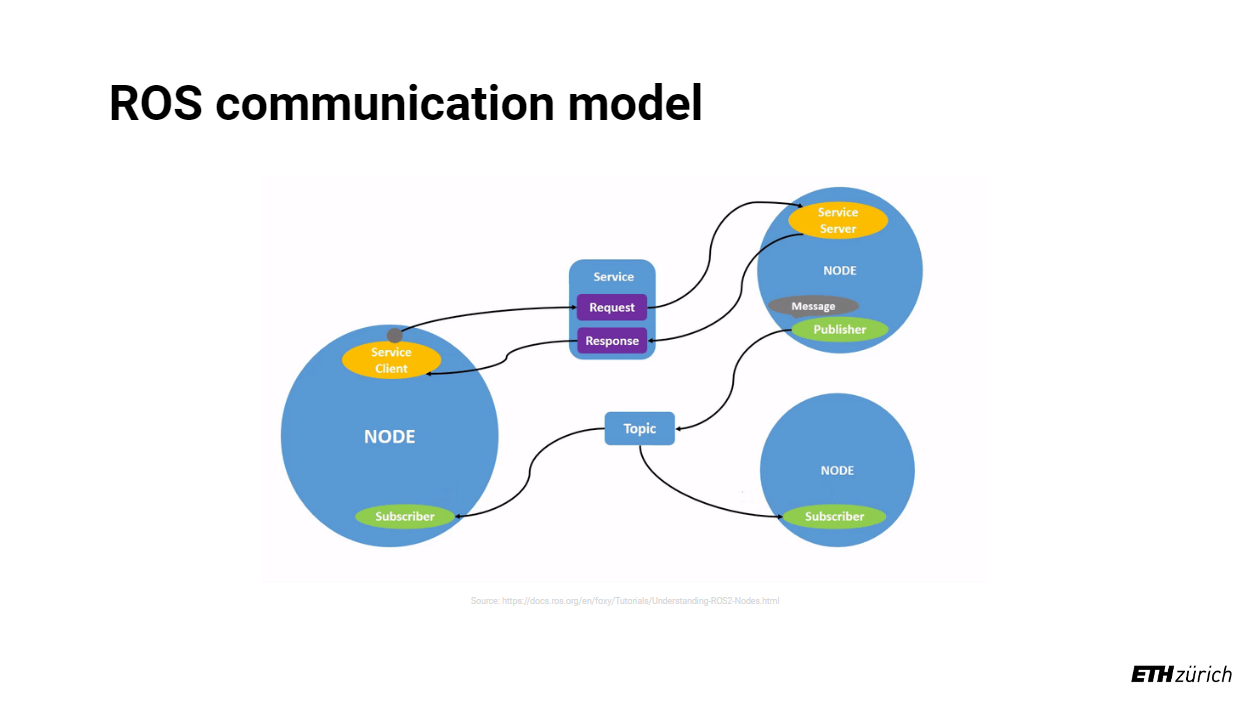 ROS communication model
Service
Server
NODE
Message
Publisher
Service
Request
Response
Service
Client
NODE
Subscriber
Topic
NODE
Subscriber
Source: https://docs.ros.org/en/foxy/Tutorials/Understanding-ROS2-Nodes.html
ETH zürich